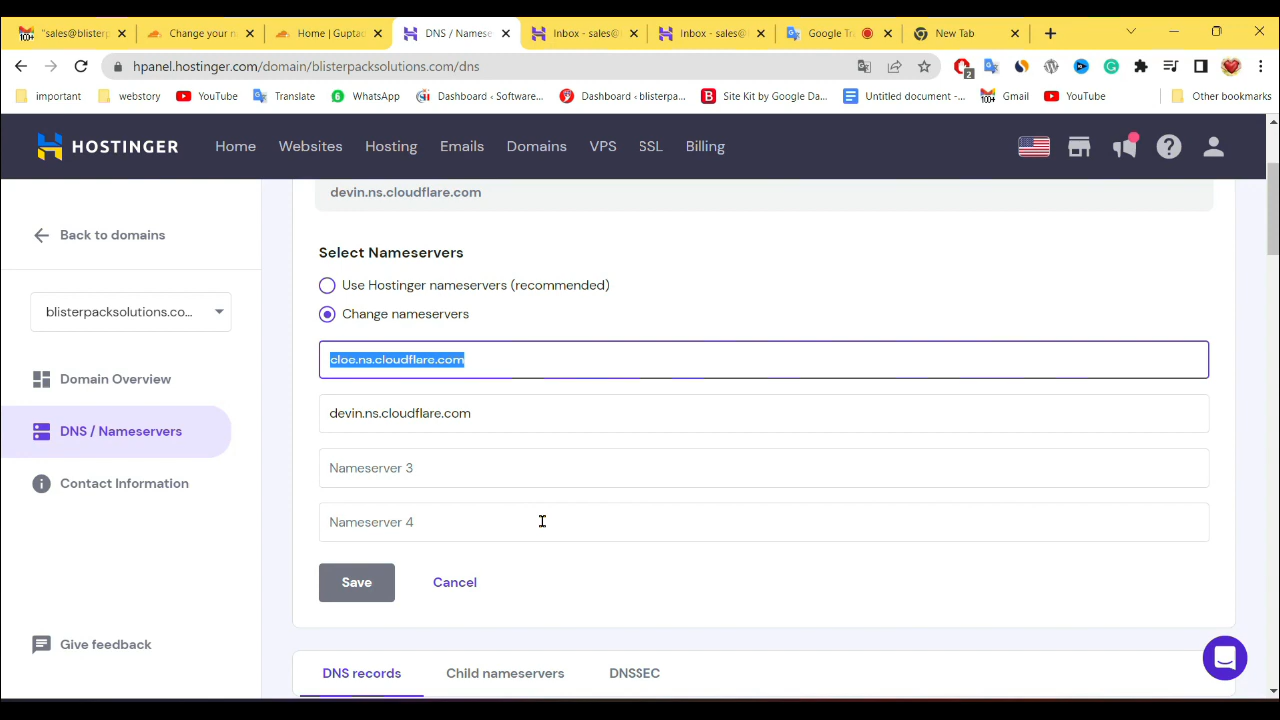 "sales@blisterp
Change your n
Home | Guptac
DNS / Namese
Inbox - sales@
Inbox - sales@
Google Tr
New Tab
hpanel.hostinger.com/domain/blisterpacksolutions.com/dns
important
webstory
YouTube
Translate
WhatsApp
Dashboard ‹ Software...
Dashboard ‹ blisterpa...
Site Kit by Google Da...
Untitled document -...
Gmail
YouTube
Other bookmarks
HOSTINGER
Home
Websites
Hosting
Emails
Domains
VPS
SSL
Billing
Back to domains
blisterpacksolutions.co...
Domain Overview
DNS / Nameservers
Contact Information
Give feedback
devin.ns.cloudflare.com
Select Nameservers
Use Hostinger nameservers (recommended)
Change nameservers
cloe.ns.cloudflare.com
devin.ns.cloudflare.com
Nameserver 3
Nameserver 4
Save
Cancel
DNS records
Child nameservers
DNSSEC